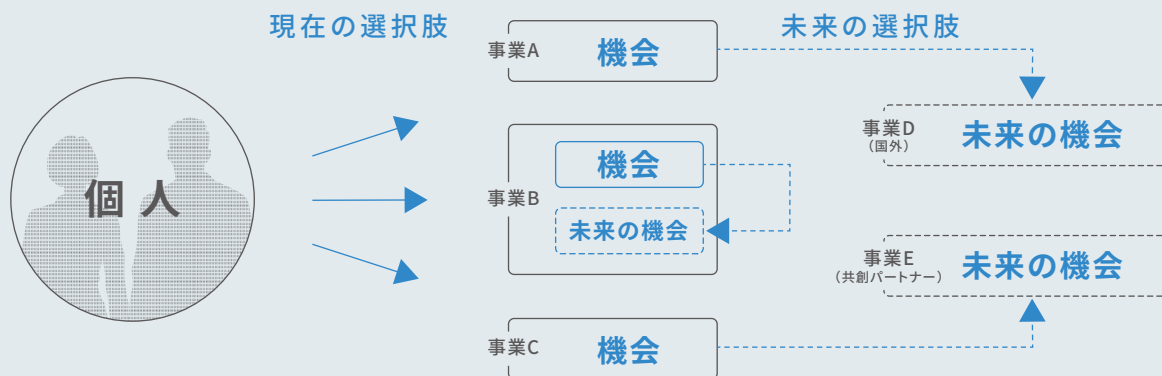 現在の選択肢
未来の選択肢
事業A
機会
個人
事業B
機会
未来の機会
事業C
機会
事業D
(国外)
未来の機会
事業E
(共創パートナー)
未来の機会